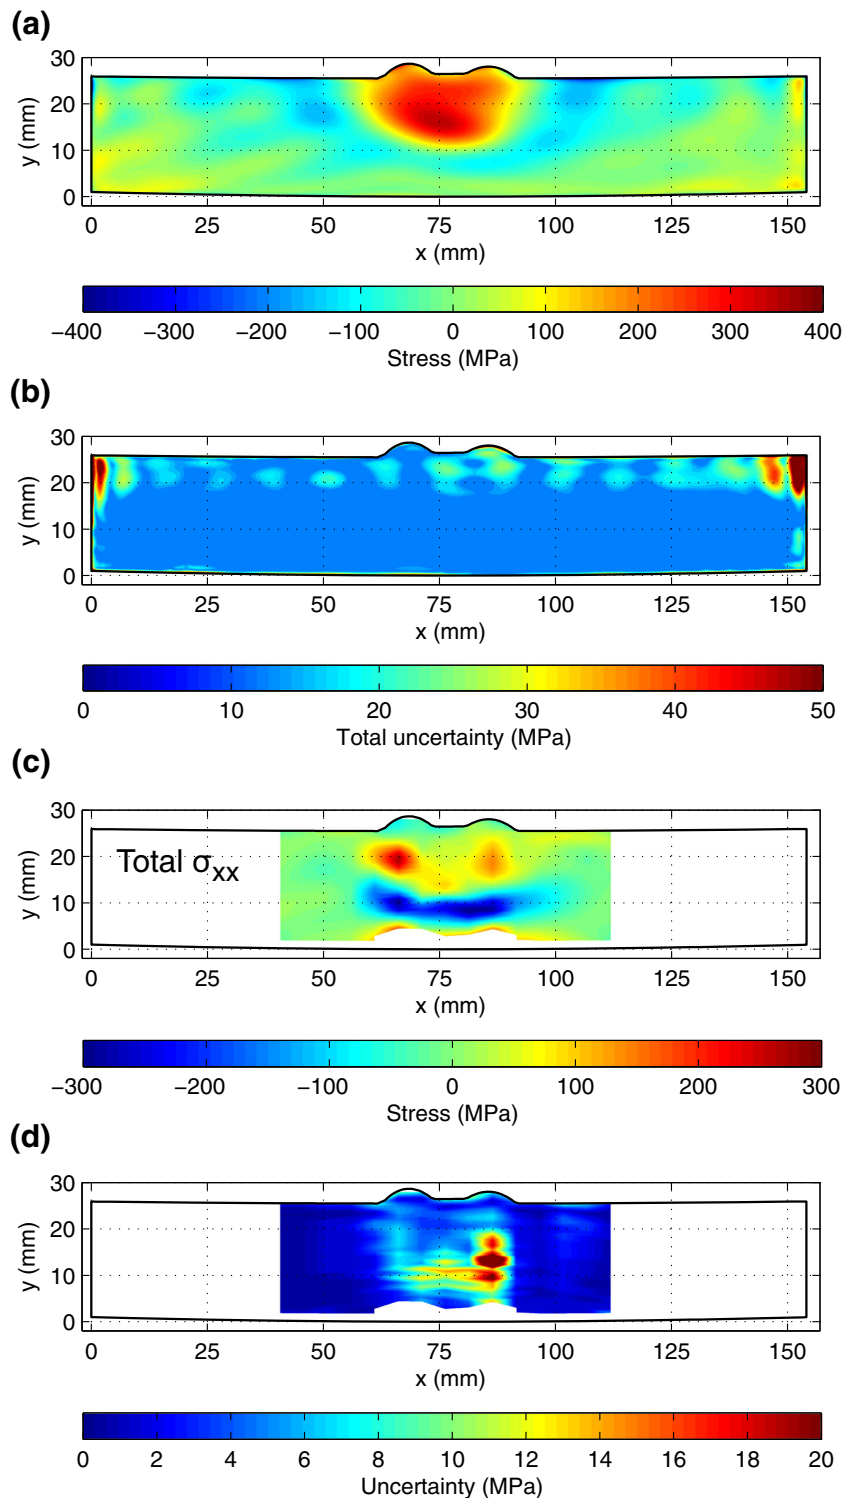 (a)
30
20
10
0
y (mm)
0 25 50 75 100 125 150
x (mm)
−400 −300 −200 −100 0 100 200 300 400
Stress (MPa)
(b)
30
20
10
0
y (mm)
0 25 50 75 100 125 150
x (mm)
0 10 20 30 40 50
Total uncertainty (MPa)
(c)
30
20
10
0
y (mm)
Total σxx
0 25 50 75 100 125 150
x (mm)
−300 −200 −100 0 100 200 300
Stress (MPa)
(d)
30
20
10
0
y (mm)
0 25 50 75 100 125 150
x (mm)
0 2 4 6 8 10 12 14 16 18 20
Uncertainty (MPa)